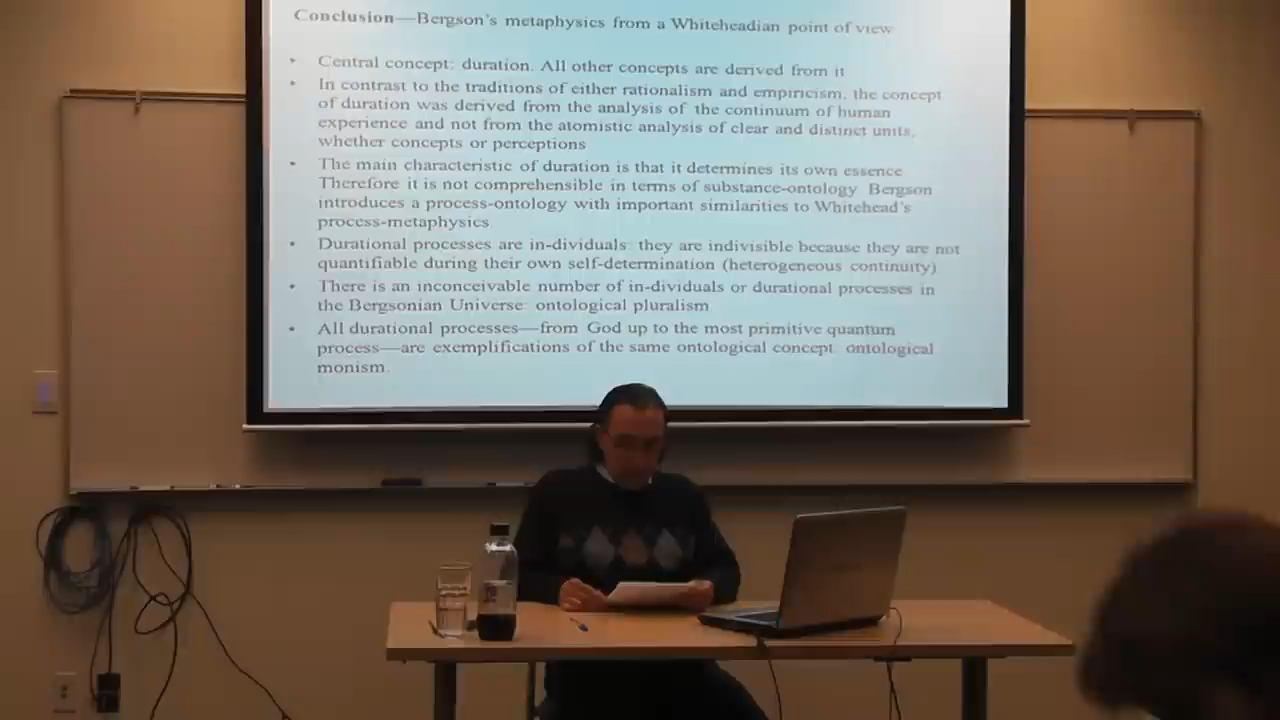 Conclusion—Bergson's metaphysics from a Whiteheadian point of view
• Central concept: duration. All other concepts are derived from it
• In contrast to the traditions of either rationalism and empiricism, the concept
of duration was derived from the analysis of the continuum of human
experience and not from the atomistic analysis of clear and distinct units,
whether concepts or perceptions
• The main characteristic of duration is that it determines its own essence
Therefore it is not comprehensible in terms of substance-ontology Bergson
introduces a process-ontology with important similarities to Whitehead's
process-metaphysics
• Durational processes are in-dividuals: they are indivisible because they are not
quantifiable during their own self-determination (heterogeneous continuity)
• There is an inconceivable number of in-dividuals or durational processes in
the Bergsonian Universe: ontological pluralism
• All durational processes—from God up to the most primitive quantum
process—are exemplifications of the same ontological concept: ontological
monism.